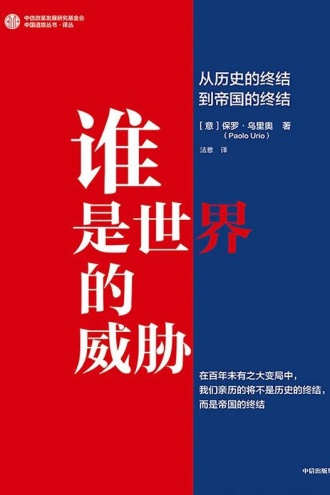 中信改革发展研究基金会
中国道路丛书·译丛
从历史的终结
到帝国的终结
［意］保罗·乌里奥 著
（Paolo Urio）
法意 译
谁
是世界
的
威胁
在百年未有之大变局中，
我们亲历的将不是历史的终结，
而是帝国的终结
中信出版